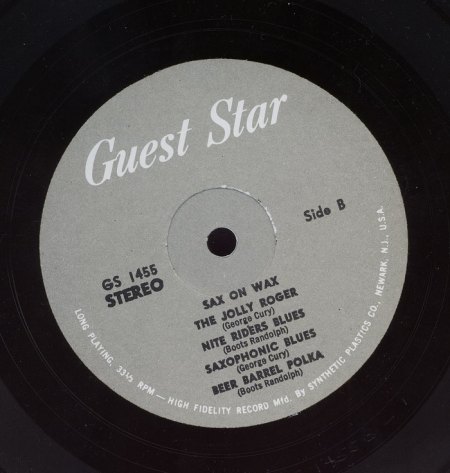 Guest Star
Side B
GS 1455
STEREO
SAX ON WAX
THE JOLLY ROGER
(George Cury)
NITE RIDERS BLUES
(Boots Randolph)
SAXOPHONIC BLUES
(George Cury)
BEER BARREL POLKA
(Boots Randolph)
LONG PLAYING, 33⅓ RPM — HIGH FIDELITY RECORD Mfd. By SYNTHETIC PLASTICS CO., NEWARK, N.J., U.S.A.